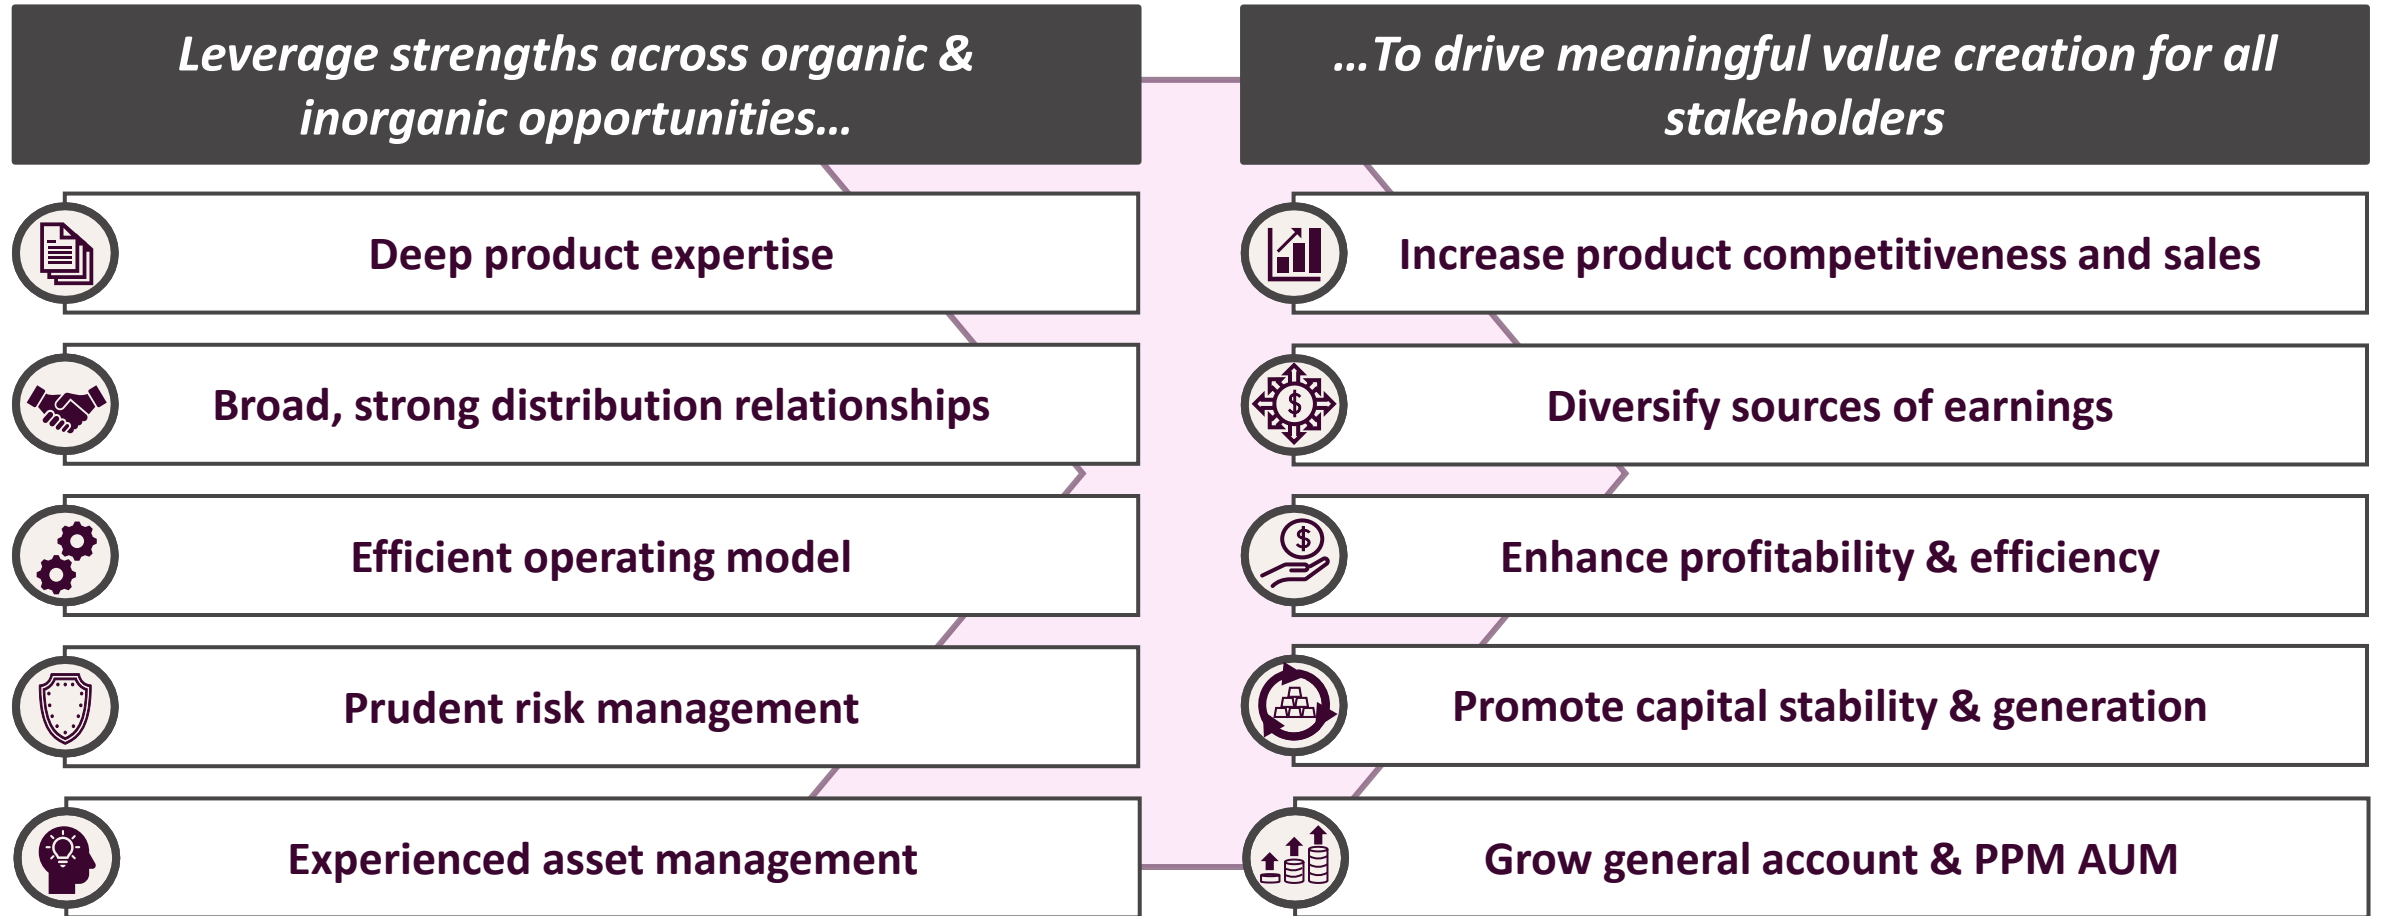 Leverage strengths across organic &
inorganic opportunities…
Deep product expertise
Broad, strong distribution relationships
Efficient operating model
Prudent risk management
Experienced asset management
…To drive meaningful value creation for all
stakeholders
Increase product competitiveness and sales
Diversify sources of earnings
Enhance profitability & efficiency
Promote capital stability & generation
Grow general account & PPM AUM